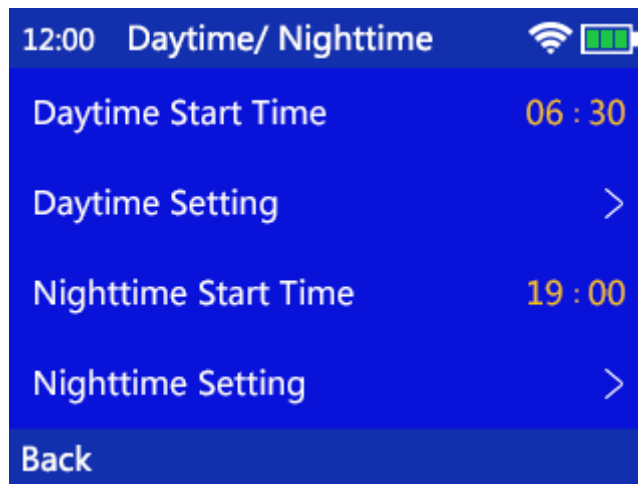 12:00 Daytime/ Nighttime
Daytime Start Time 06 : 30
Daytime Setting >
Nighttime Start Time 19 : 00
Nighttime Setting >
Back